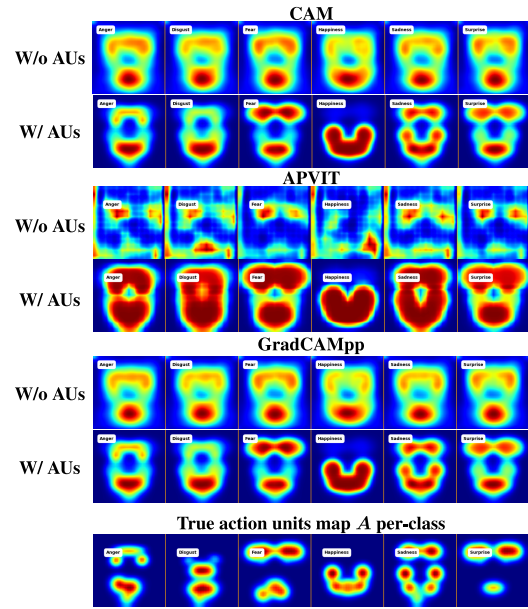 CAM
W/o AUs
Anger Disgust Fear Happiness Sadness Surprise
W/ AUs
Anger Disgust Fear Happiness Sadness Surprise
APVIT
W/o AUs
Anger Disgust Fear Happiness Sadness Surprise
W/ AUs
Anger Disgust Fear Happiness Sadness Surprise
GradCAMpp
W/o AUs
Anger Disgust Fear Happiness Sadness Surprise
W/ AUs
Anger Disgust Fear Happiness Sadness Surprise
True action units map A per-class
Anger Disgust Fear Happiness Sadness Surprise